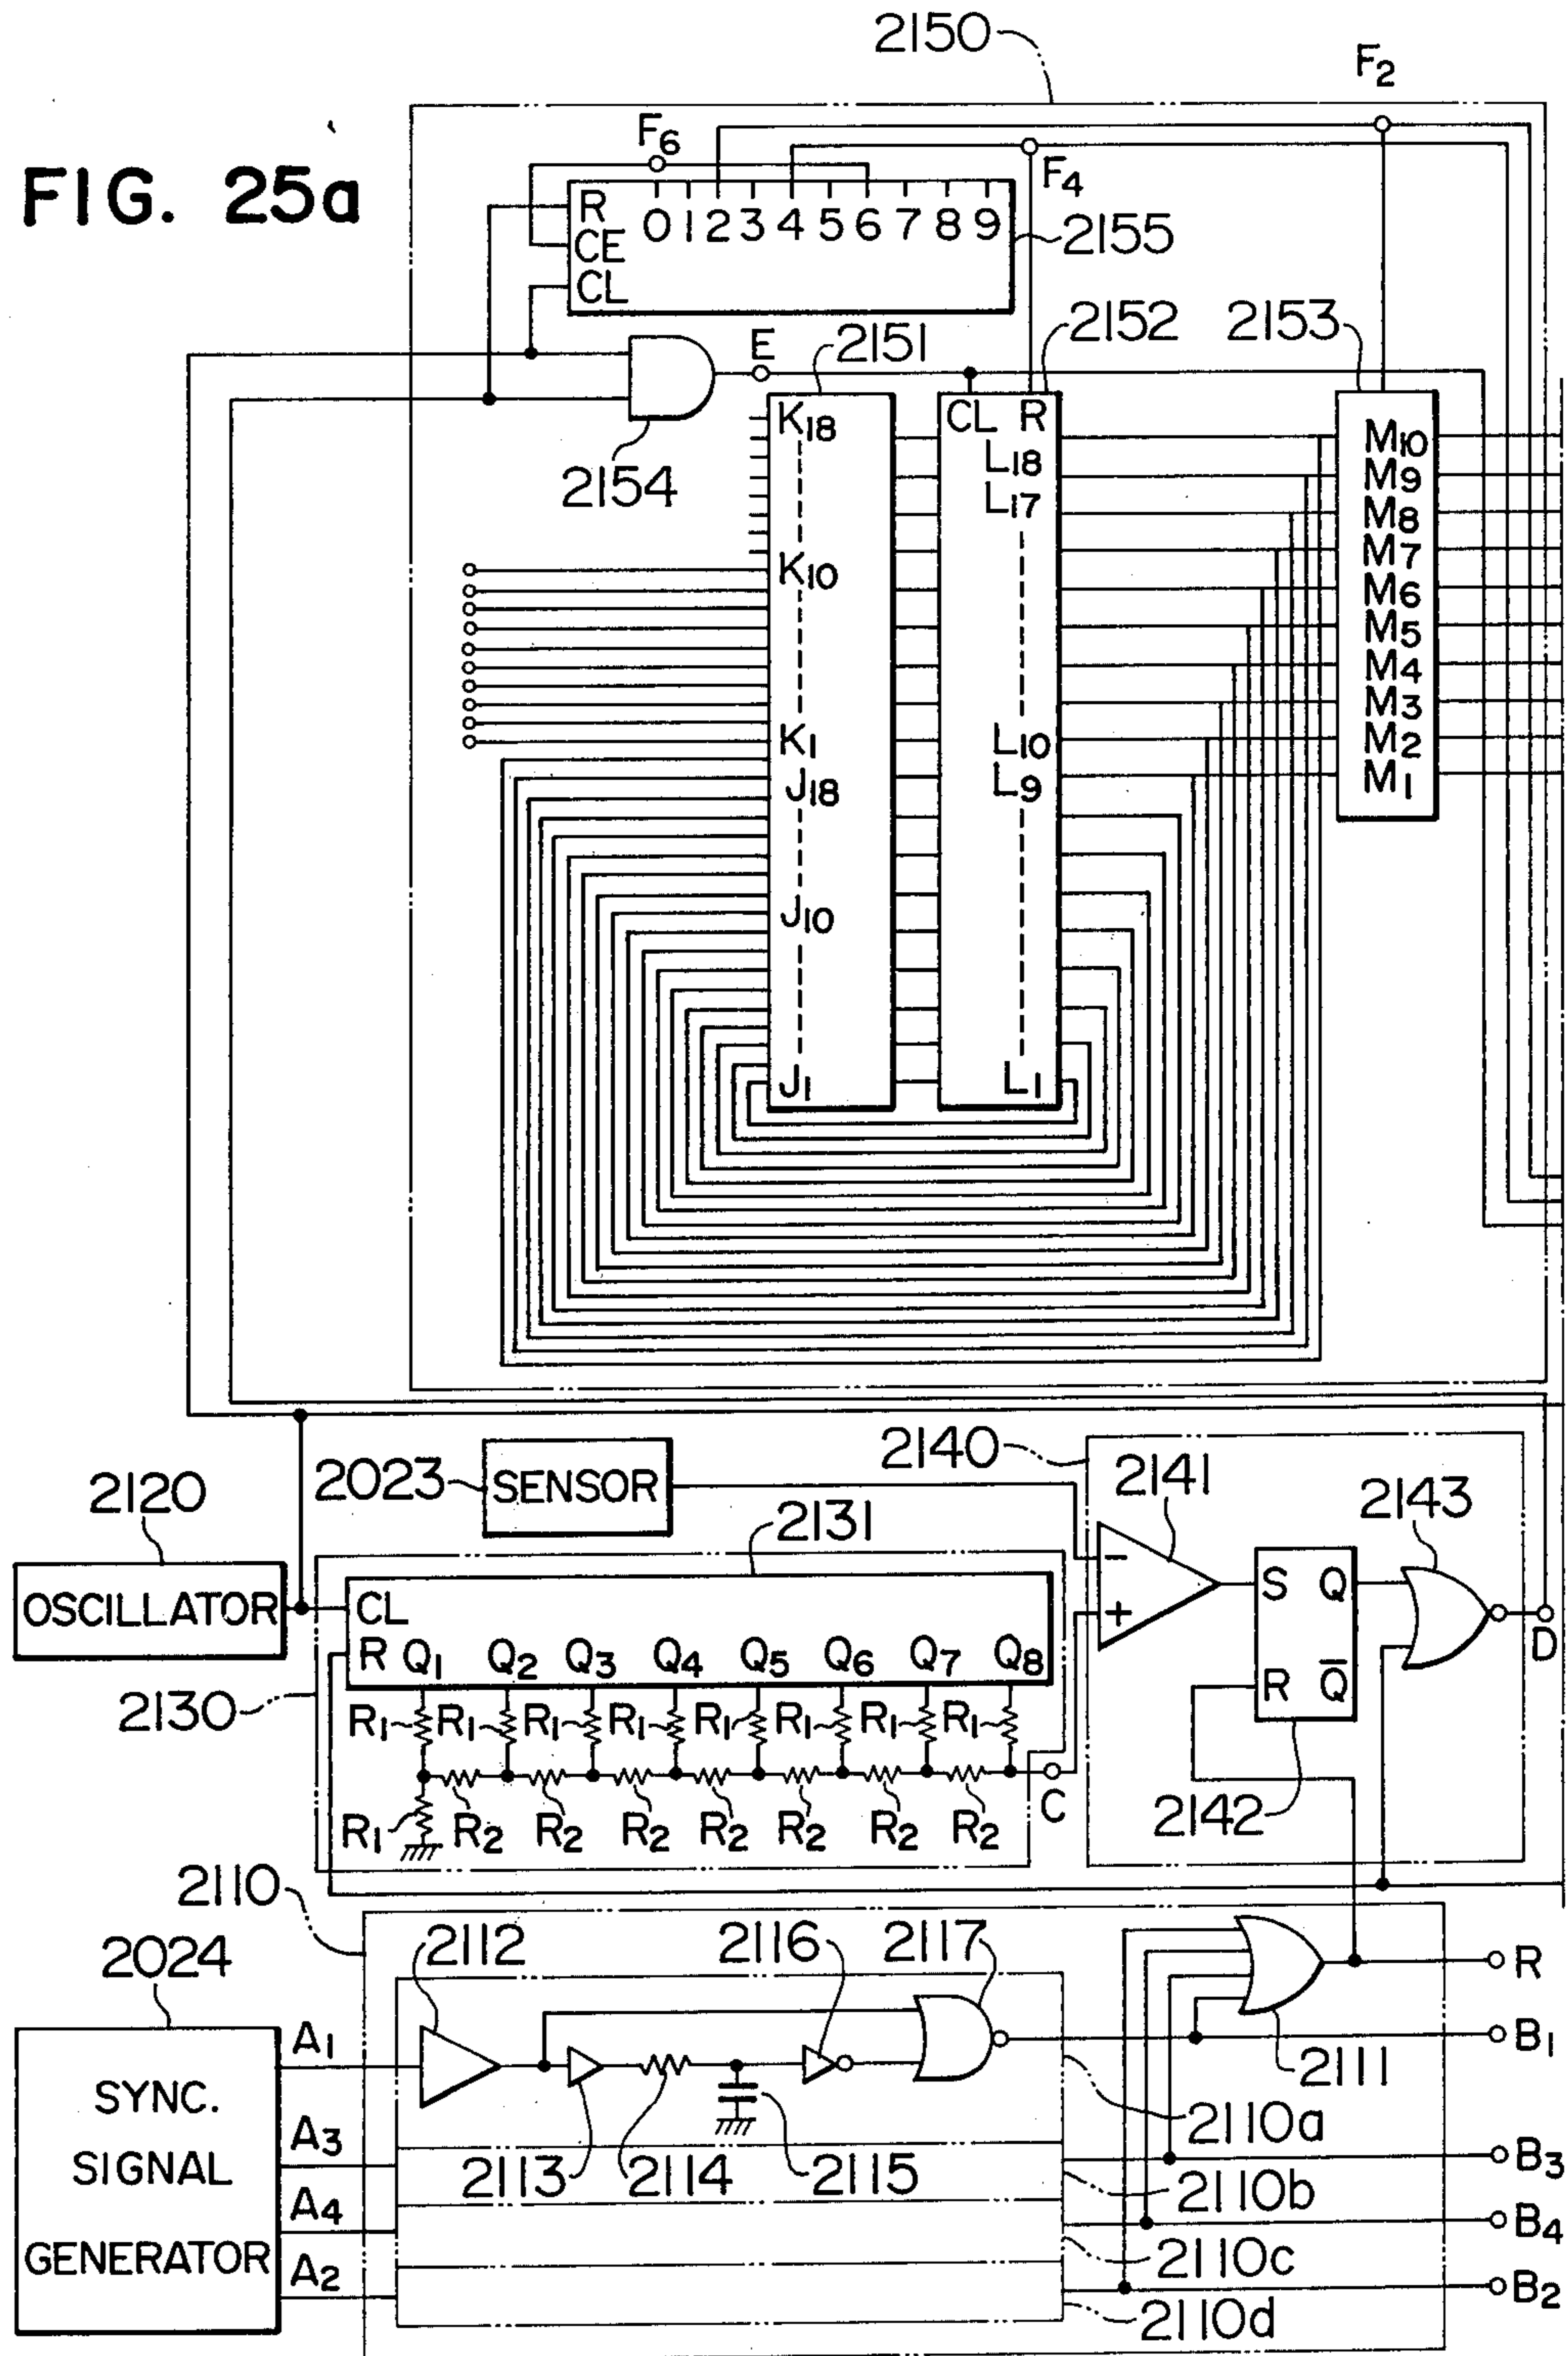 FIG. 25a
2150
F2
F6
F4
R
CE
CL
0 1 2 3 4 5 6 7 8 9
2155
2154
E
2151
2152
2153
K18
K10
K1
J18
J10
J1
CL R
L18
L17
L10
L9
L1
M10
M9
M8
M7
M6
M5
M4
M3
M2
M1
2120
OSCILLATOR
2023
SENSOR
2140
2141
2143
2131
CL
R Q1 Q2 Q3 Q4 Q5 Q6 Q7 Q8
2130
R1 R1 R1 R1 R1 R1 R1 R1
R1 R2 R2 R2 R2 R2 R2 R2
C
-
+
S Q
R Q̅
D
2142
2110
2024
SYNC.
SIGNAL
GENERATOR
A1
A3
A4
A2
2112
2116
2117
2113
2114
2115
2111
2110a
2110b
2110c
2110d
R
B1
B3
B4
B2